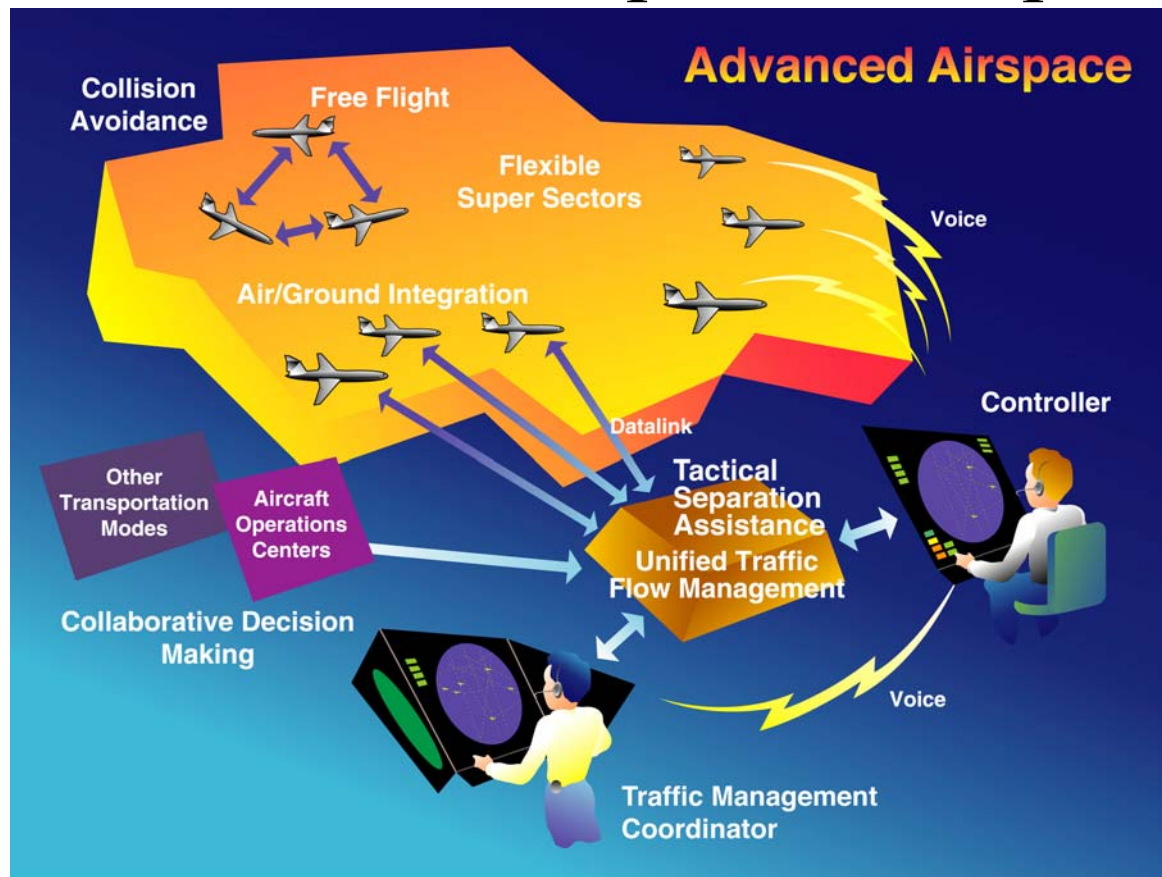 Advanced Airspace
Collision
Avoidance
Free Flight
Flexible
Super Sectors
Voice
Air/Ground Integration
Controller
Datalink
Tactical
Separation
Assistance
Unified Traffic
Flow Management
Other
Transportation
Modes
Aircraft
Operations
Centers
Collaborative Decision
Making
Voice
Traffic Management
Coordinator